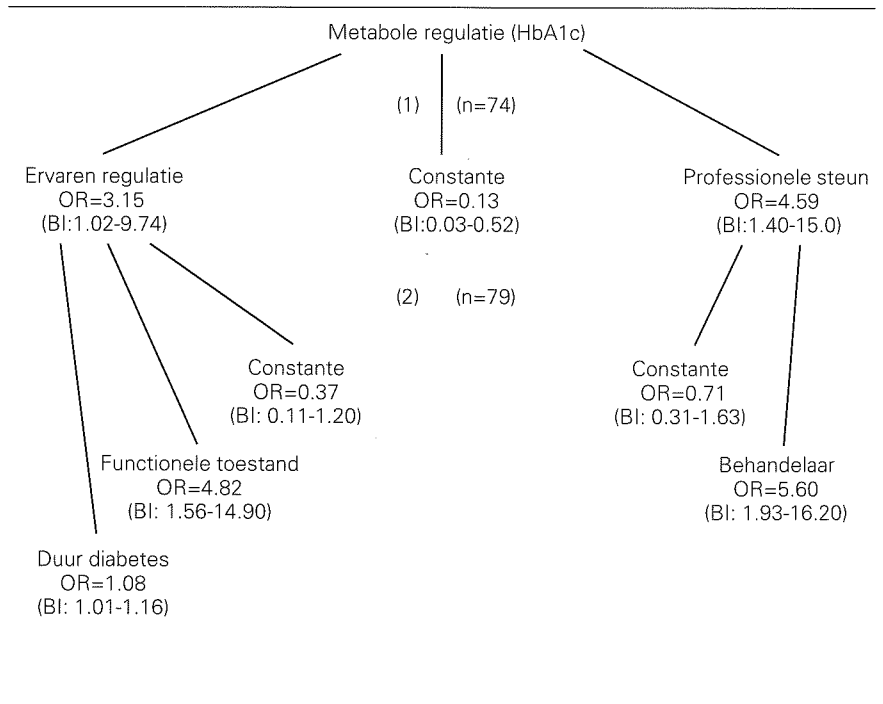 Metabole regulatie (HbA1c)
(1) (n=74)
Ervaren regulatie
OR=3.15
(BI:1.02-9.74)
Constante
OR=0.13
(BI:0.03-0.52)
Professionele steun
OR=4.59
(BI:1.40-15.0)
(2) (n=79)
Constante
OR=0.37
(BI: 0.11-1.20)
Constante
OR=0.71
(BI: 0.31-1.63)
Functionele toestand
OR=4.82
(BI: 1.56-14.90)
Behandelaar
OR=5.60
(BI: 1.93-16.20)
Duur diabetes
OR=1.08
(BI: 1.01-1.16)